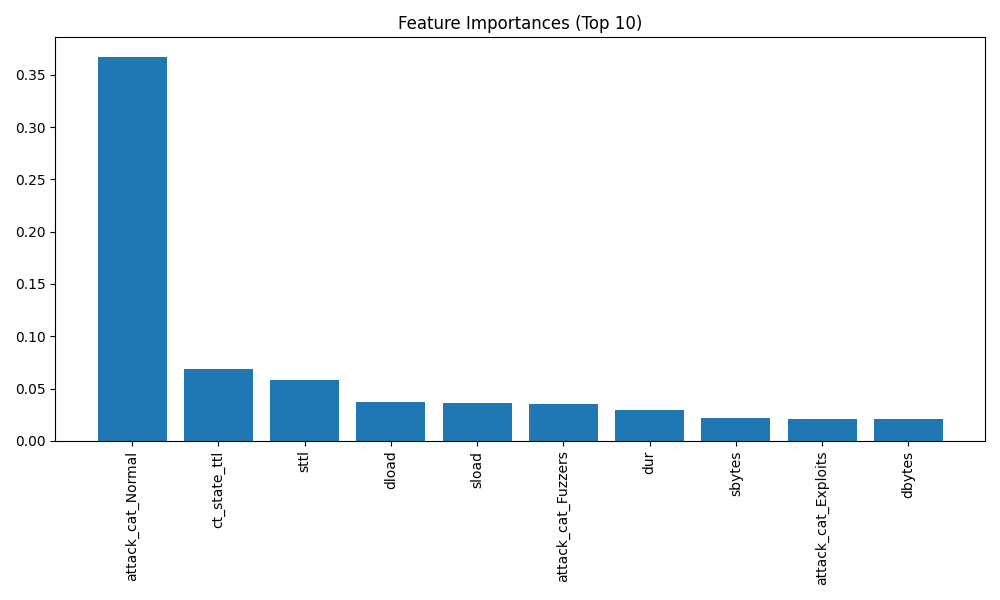 Feature Importances (Top 10)
0.35
0.30
0.25
0.20
0.15
0.10
0.05
0.00
attack_cat_Normal
ct_state_ttl
sttl
dload
sload
attack_cat_Fuzzers
dur
sbytes
attack_cat_Exploits
dbytes